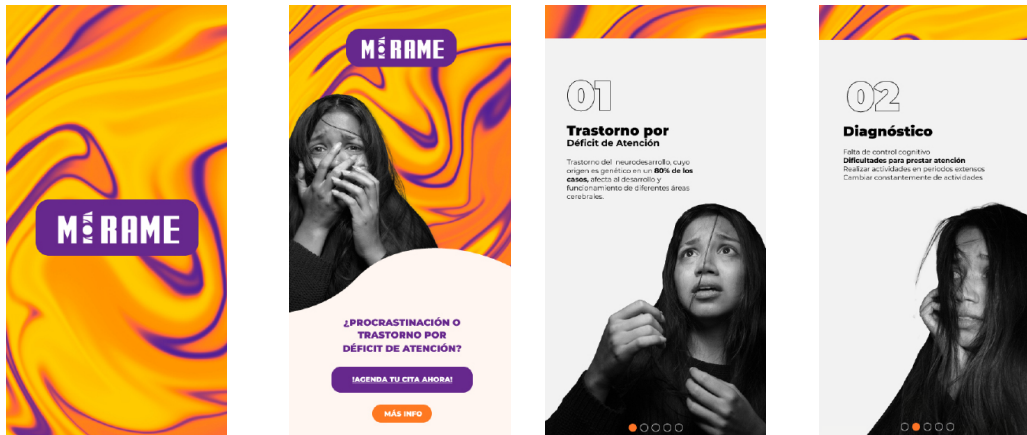 MÍRAME
MÍRAME
¿PROCRASTINACIÓN O
TRASTORNO POR
DÉFICIT DE ATENCIÓN?
!AGENDA TU CITA AHORA!
MÁS INFO
01
Trastorno por
Déficit de Atención
Trastorno del neurodesarrollo, cuyo
origen es genético en un 80% de los
casos, afecta al desarrollo y
funcionamiento de diferentes áreas
cerebrales.
02
Diagnóstico
Falta de control cognitivo
Dificultades para prestar atención
Realizar actividades en periodos extensos
Cambiar constantemente de actividades